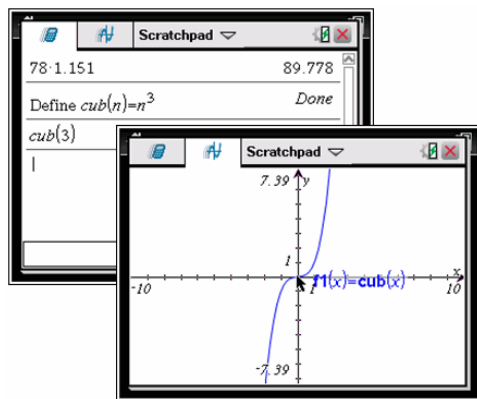 Scratchpad
78·1.151 89.778
Define cub(n)=n³ Done
cub(3)
Scratchpad
7.39 y
1
x
-10 1 10
f1(x)=cub(x)
-7.39